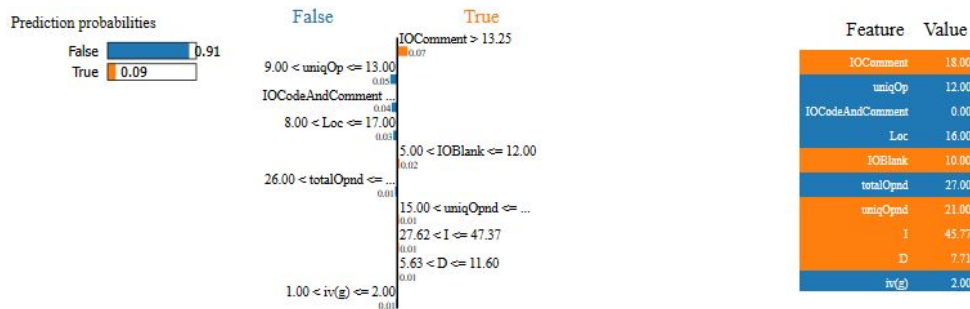 Prediction probabilities
False 0.91
True 0.09
False True
IOComment > 13.25
0.07
9.00 < uniqOp <= 13.00
0.05
IOCodeAndComment ...
0.04
8.00 < Loc <= 17.00
0.03
5.00 < IOBlank <= 12.00
0.02
26.00 < totalOpnd <= ...
0.01
15.00 < uniqOpnd <= ...
0.01
27.62 < I <= 47.37
0.01
5.63 < D <= 11.60
0.01
1.00 < iv(g) <= 2.00
0.01
Feature Value
IOComment 18.00
uniqOp 12.00
IOCodeAndComment 0.00
Loc 16.00
IOBlank 10.00
totalOpnd 27.00
uniqOpnd 21.00
I 45.77
D 7.71
iv(g) 2.00